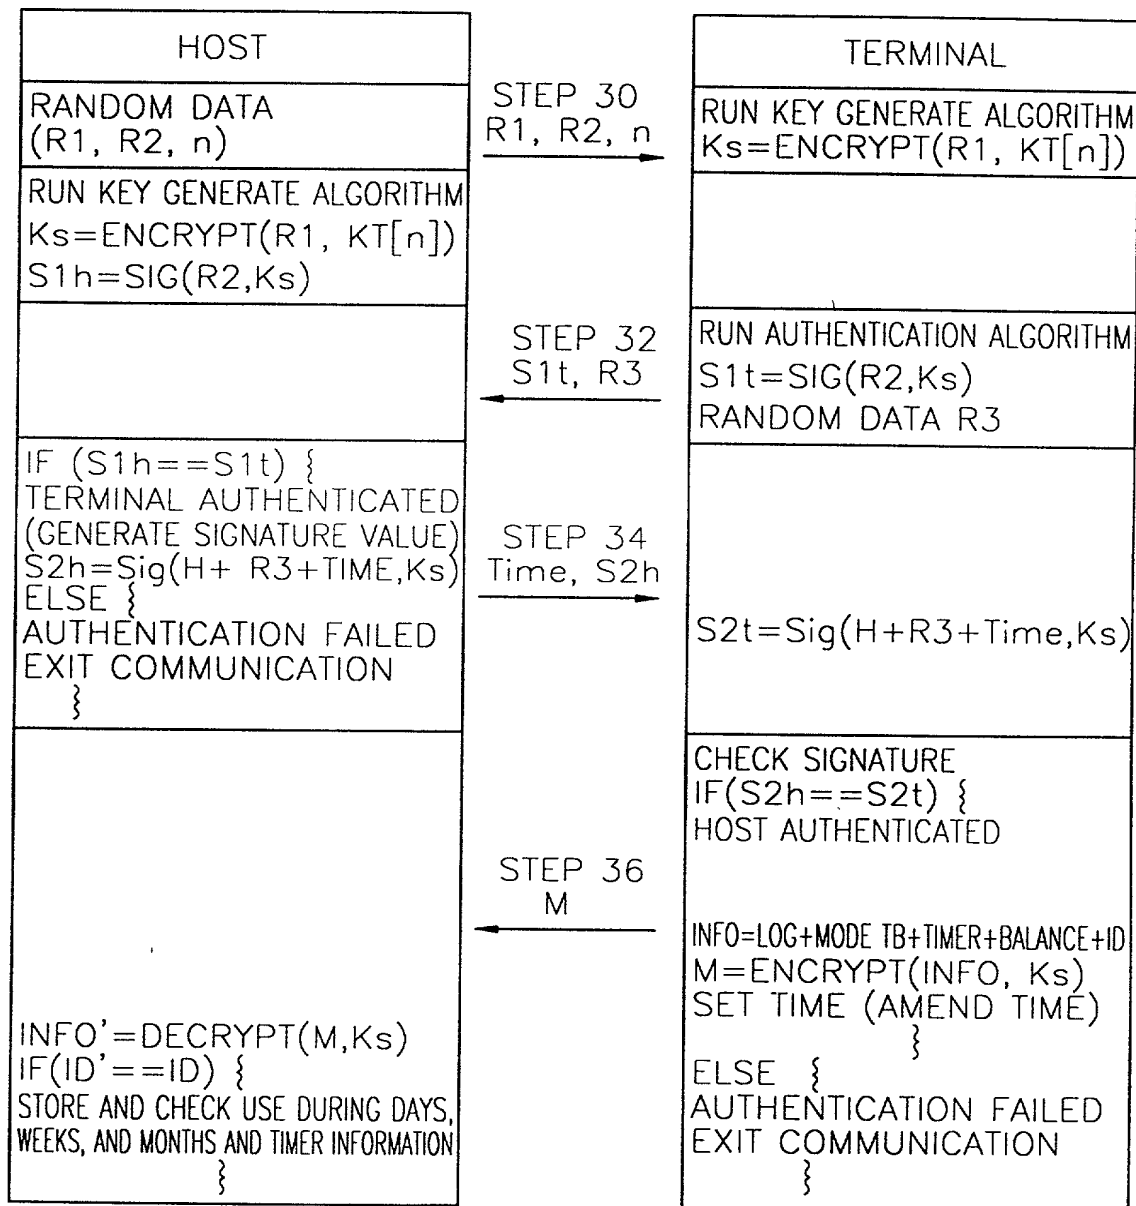 HOST
TERMINAL
RANDOM DATA
(R1, R2, n)
STEP 30
R1, R2, n
RUN KEY GENERATE ALGORITHM
Ks=ENCRYPT(R1, KT[n])
RUN KEY GENERATE ALGORITHM
Ks=ENCRYPT(R1, KT[n])
S1h=SIG(R2,Ks)
STEP 32
S1t, R3
RUN AUTHENTICATION ALGORITHM
S1t=SIG(R2,Ks)
RANDOM DATA R3
IF (S1h==S1t) {
TERMINAL AUTHENTICATED
(GENERATE SIGNATURE VALUE)
S2h=Sig(H+ R3+TIME,Ks)
ELSE {
AUTHENTICATION FAILED
EXIT COMMUNICATION
}
STEP 34
Time, S2h
S2t=Sig(H+R3+Time,Ks)
CHECK SIGNATURE
IF(S2h==S2t) {
HOST AUTHENTICATED
STEP 36
M
INFO=LOG+MODE TB+TIMER+BALANCE+ID
M=ENCRYPT(INFO, Ks)
SET TIME (AMEND TIME)
}
ELSE {
AUTHENTICATION FAILED
EXIT COMMUNICATION
}
INFO'=DECRYPT(M,Ks)
IF(ID'==ID) {
STORE AND CHECK USE DURING DAYS,
WEEKS, AND MONTHS AND TIMER INFORMATION
}